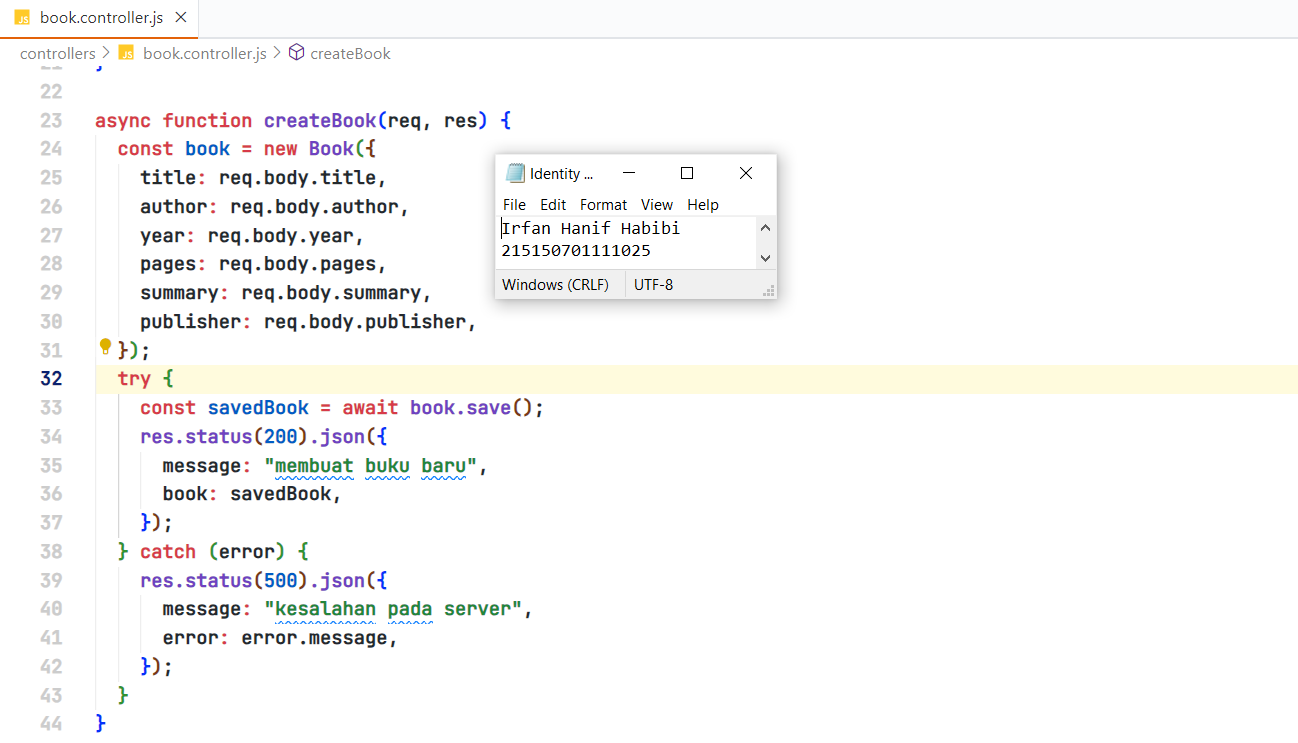 JS book.controller.js
controllers > JS book.controller.js > createBook
22
23 async function createBook(req, res) {
24 const book = new Book({
25 title: req.body.title,
26 author: req.body.author,
27 year: req.body.year,
28 pages: req.body.pages,
29 summary: req.body.summary,
30 publisher: req.body.publisher,
31 });
32 try {
33 const savedBook = await book.save();
34 res.status(200).json({
35 message: "membuat buku baru",
36 book: savedBook,
37 });
38 } catch (error) {
39 res.status(500).json({
40 message: "kesalahan pada server",
41 error: error.message,
42 });
43 }
44 }
Identity ...
File Edit Format View Help
Irfan Hanif Habibi
215150701111025
Windows (CRLF) UTF-8